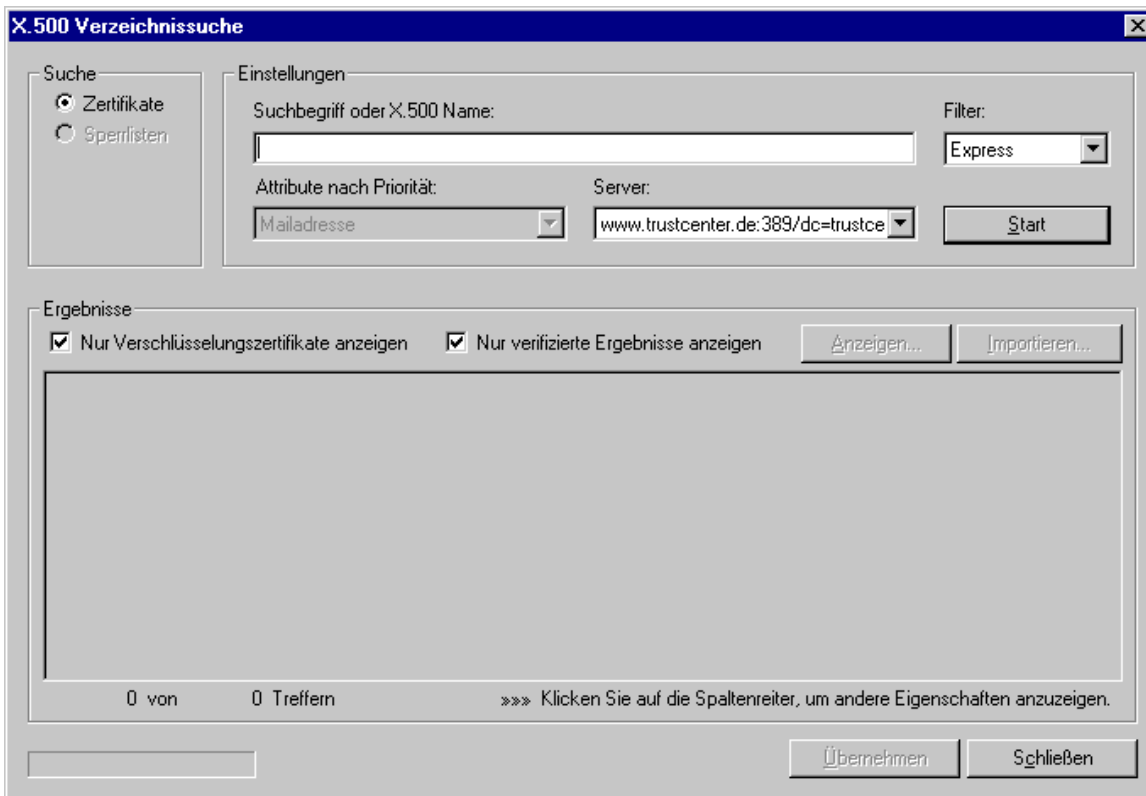 X.500 Verzeichnissuche
Suche
Zertifikate
Sperrlisten
Einstellungen
Suchbegriff oder X.500 Name:
Filter:
Express
Attribute nach Priorität:
Server:
Mailadresse
www.trustcenter.de:389/dc=trustce
Start
Ergebnisse
Nur Verschlüsselungszertifikate anzeigen
Nur verifizierte Ergebnisse anzeigen
Anzeigen...
Importieren...
0 von 0 Treffern
»»» Klicken Sie auf die Spaltenreiter, um andere Eigenschaften anzuzeigen.
Übernehmen
Schließen